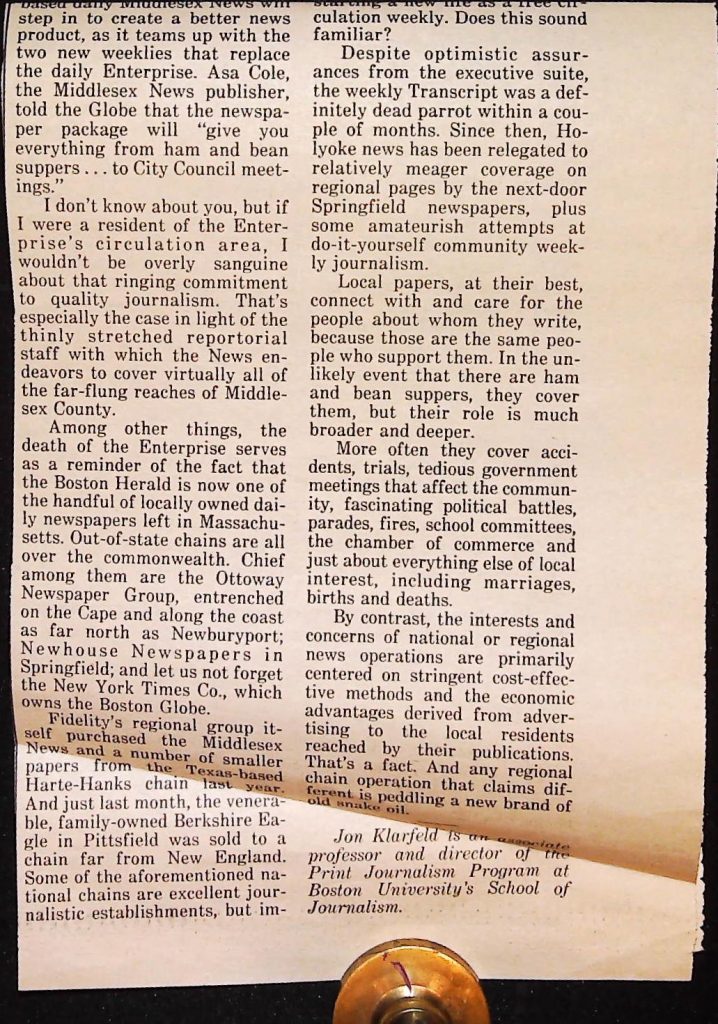 based daily Middlesex News will
step in to create a better news
product, as it teams up with the
two new weeklies that replace
the daily Enterprise. Asa Cole,
the Middlesex News publisher,
told the Globe that the newspa-
per package will “give you
everything from ham and bean
suppers . . . to City Council meet-
ings.”
I don't know about you, but if
I were a resident of the Enter-
prise's circulation area, I
wouldn't be overly sanguine
about that ringing commitment
to quality journalism. That's
especially the case in light of the
thinly stretched reportorial
staff with which the News en-
deavors to cover virtually all of
the far-flung reaches of Middle-
sex County.
Among other things, the
death of the Enterprise serves
as a reminder of the fact that
the Boston Herald is now one of
the handful of locally owned dai-
ly newspapers left in Massachu-
setts. Out-of-state chains are all
over the commonwealth. Chief
among them are the Ottoway
Newspaper Group, entrenched
on the Cape and along the coast
as far north as Newburyport;
Newhouse Newspapers in
Springfield; and let us not forget
the New York Times Co., which
owns the Boston Globe.
Fidelity's regional group it-
self purchased the Middlesex
News and a number of smaller
papers from the Texas-based
Harte-Hanks chain last year.
And just last month, the venera-
ble, family-owned Berkshire Ea-
gle in Pittsfield was sold to a
chain far from New England.
Some of the aforementioned na-
tional chains are excellent jour-
nalistic establishments, but im-
starting a new life as a free cir-
culation weekly. Does this sound
familiar?
Despite optimistic assur-
ances from the executive suite,
the weekly Transcript was a def-
initely dead parrot within a cou-
ple of months. Since then, Ho-
lyoke news has been relegated to
relatively meager coverage on
regional pages by the next-door
Springfield newspapers, plus
some amateurish attempts at
do-it-yourself community week-
ly journalism.
Local papers, at their best,
connect with and care for the
people about whom they write,
because those are the same peo-
ple who support them. In the un-
likely event that there are ham
and bean suppers, they cover
them, but their role is much
broader and deeper.
More often they cover acci-
dents, trials, tedious government
meetings that affect the commun-
ity, fascinating political battles,
parades, fires, school committees,
the chamber of commerce and
just about everything else of local
interest, including marriages,
births and deaths.
By contrast, the interests and
concerns of national or regional
news operations are primarily
centered on stringent cost-effec-
tive methods and the economic
advantages derived from adver-
tising to the local residents
reached by their publications.
That's a fact. And any regional
chain operation that claims dif-
ferent is peddling a new brand of
old snake oil.
Jon Klarfeld is an associate
professor and director of the
Print Journalism Program at
Boston University's School of
Journalism.